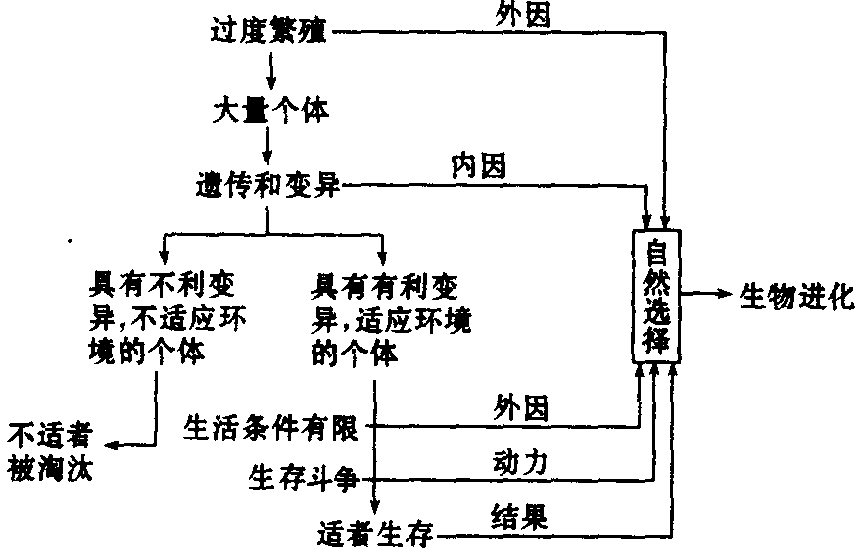 外因
过度繁殖
大量个体
内因
遗传和变异
自
然
选
择
生物进化
具有不利变
异,不适应环
境的个体
具有有利变
异,适应环境
的个体
外因
生活条件有限
不适者
被淘汰
动力
生存斗争
结果
适者生存